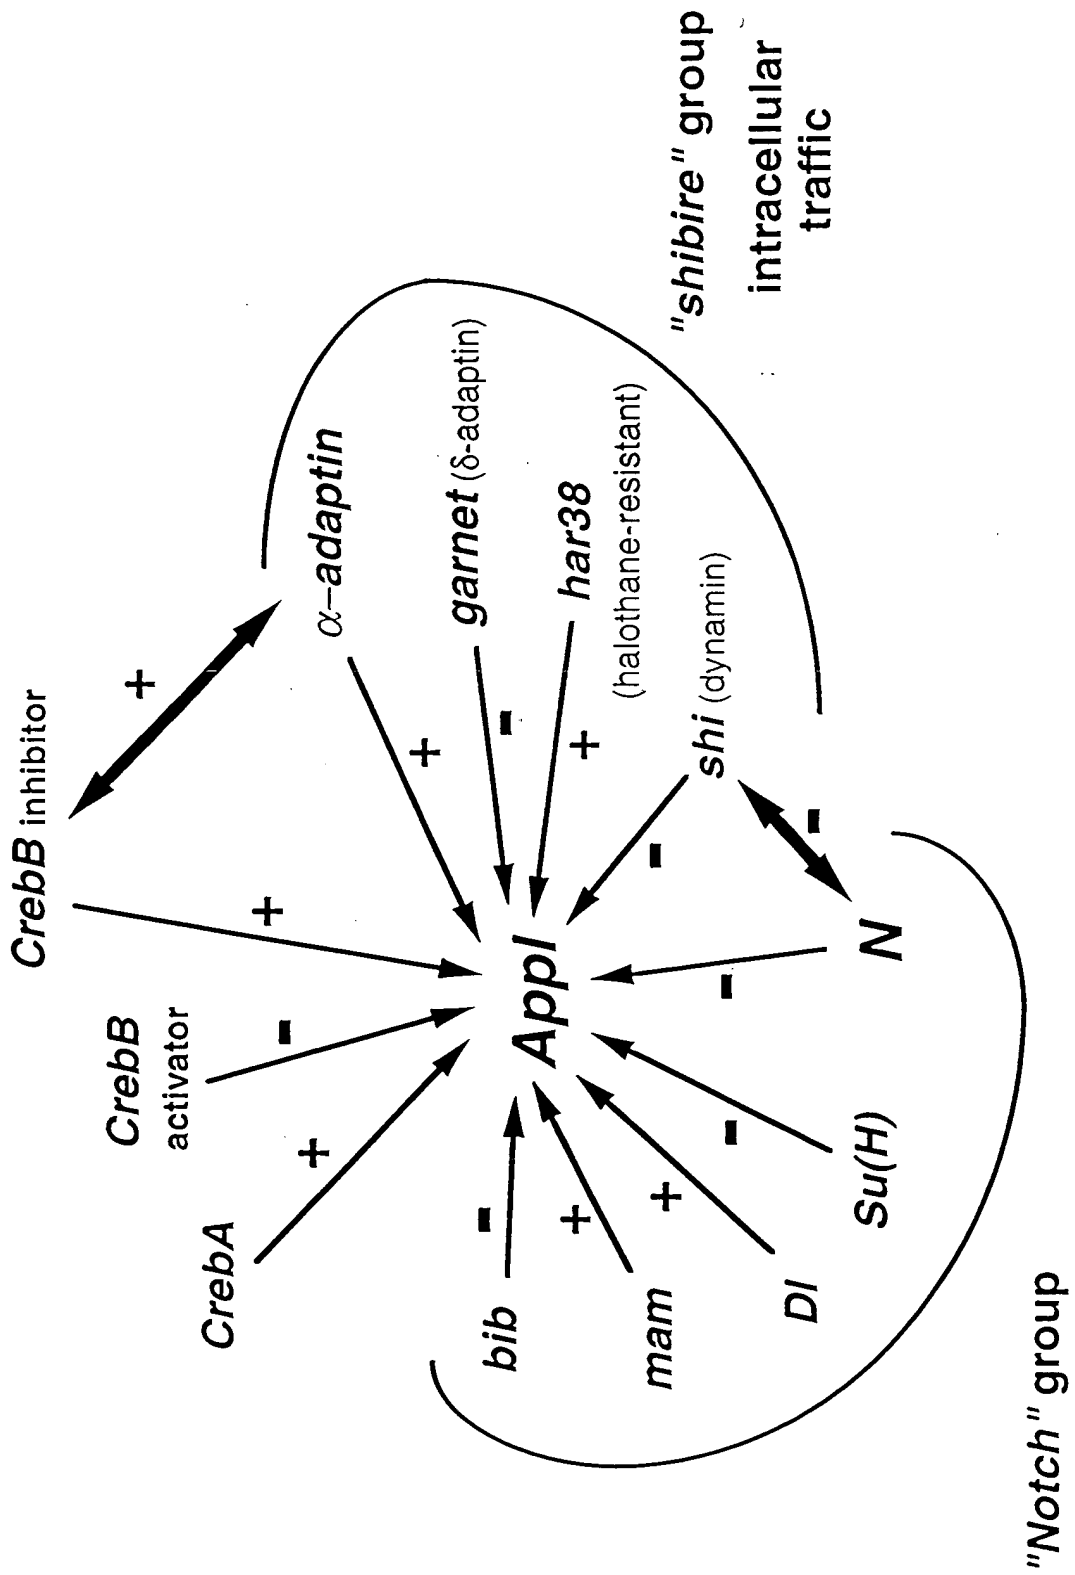 CrebB inhibitor
+
+
CrebB
activator
-
CrebA
+
α–adaptin
+
garnet (δ-adaptin)
-
har38
(halothane-resistant)
+
shi (dynamin)
-
-
"shibire" group
intracellular
traffic
Appl
bib
-
mam
+
Dl
+
Su(H)
-
N
-
"Notch" group